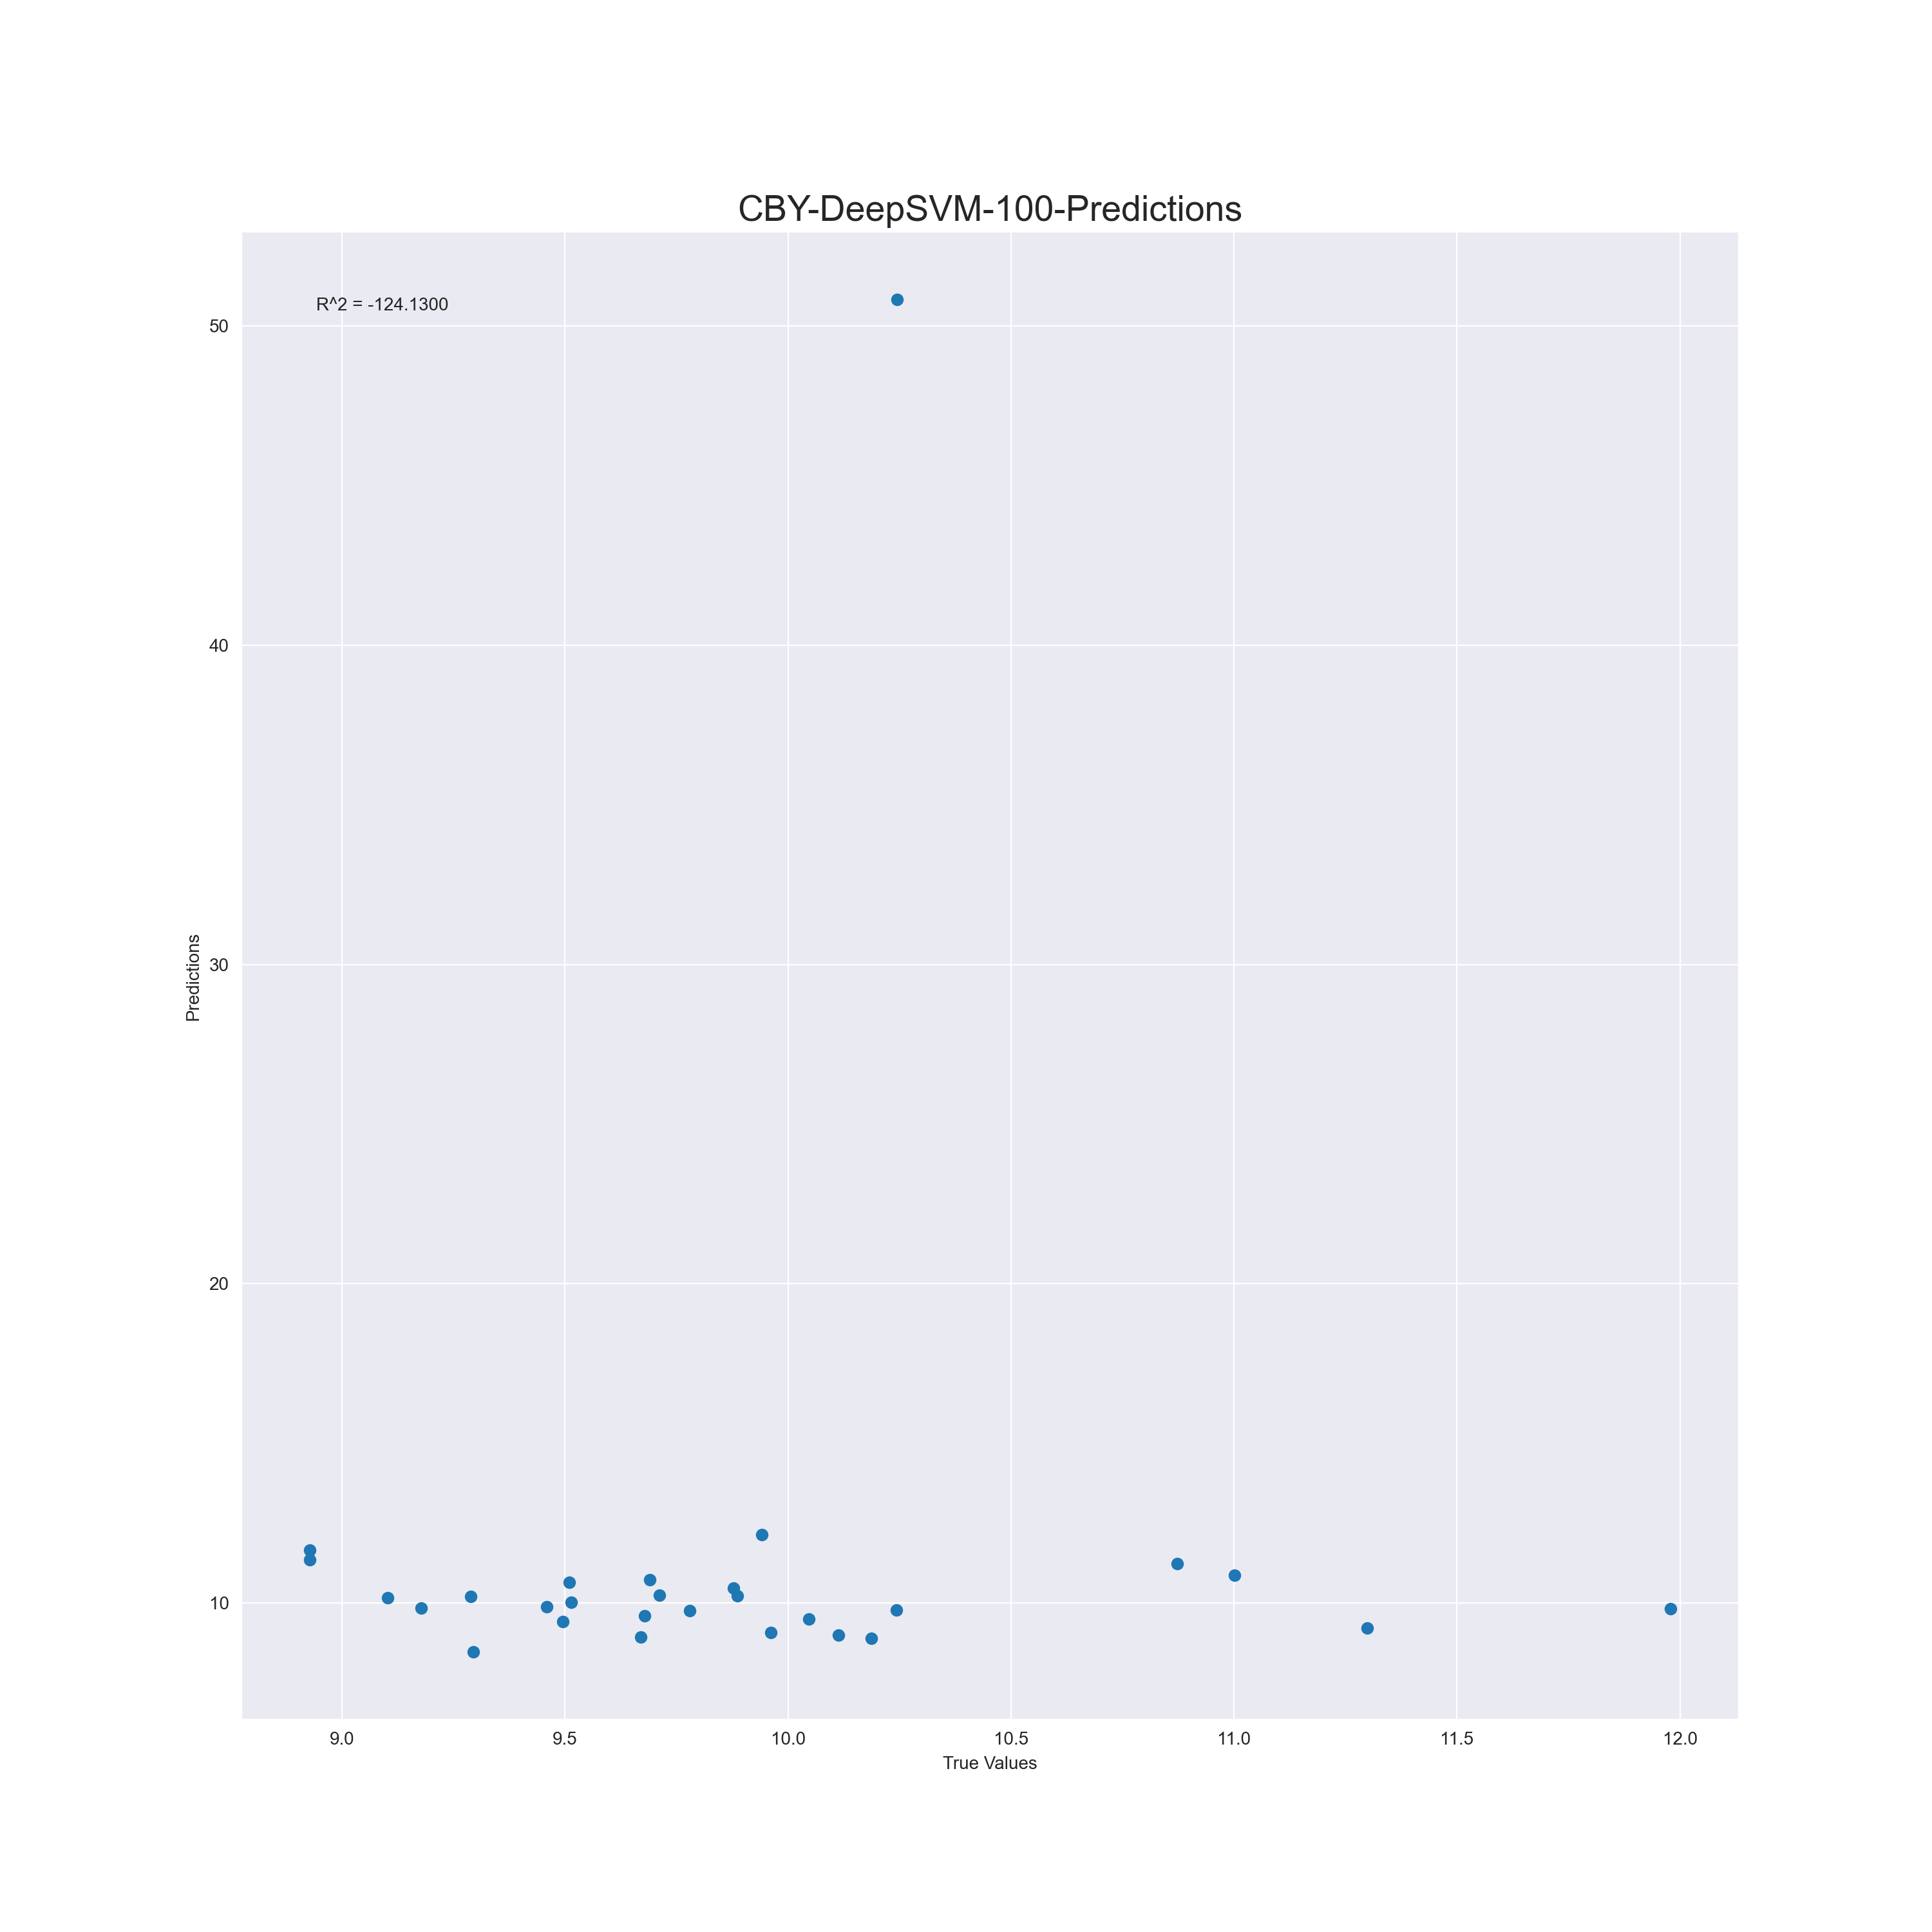 CBY-DeepSVM-100-Predictions
R^2 = -124.1300
50
40
30
20
10
Predictions
9.0 9.5 10.0 10.5 11.0 11.5 12.0
True Values